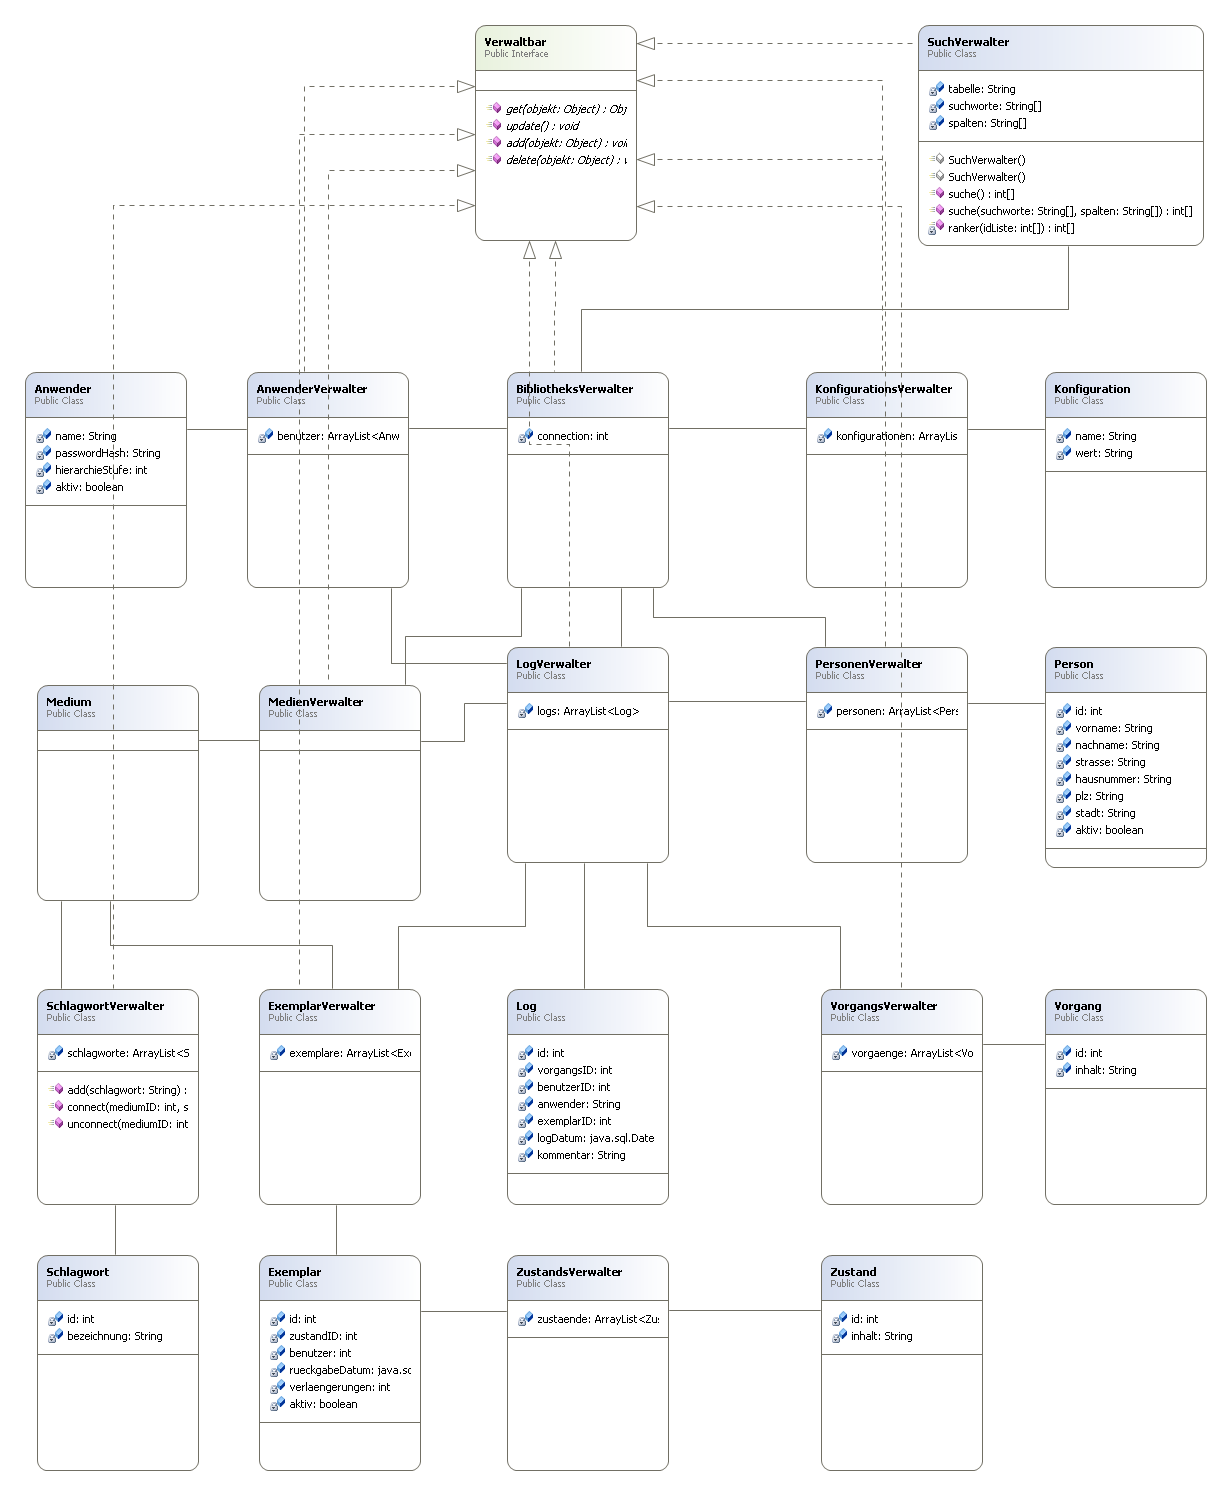 Verwaltbar
Public Interface
get(objekt: Object) : Obj
update() : void
add(objekt: Object) : voi
delete(objekt: Object) : v
SuchVerwalter
Public Class
tabelle: String
suchworte: String[]
spalten: String[]
SuchVerwalter()
SuchVerwalter()
suche() : int[]
suche(suchworte: String[], spalten: String[]) : int[]
ranker(idListe: int[]) : int[]
Anwender
Public Class
name: String
passwordHash: String
hierarchieStufe: int
aktiv: boolean
AnwenderVerwalter
Public Class
benutzer: ArrayList<Anw
BibliotheksVerwalter
Public Class
connection: int
KonfigurationsVerwalter
Public Class
konfigurationen: ArrayLis
Konfiguration
Public Class
name: String
wert: String
Medium
Public Class
MedienVerwalter
Public Class
LogVerwalter
Public Class
logs: ArrayList<Log>
PersonenVerwalter
Public Class
personen: ArrayList<Pers
Person
Public Class
id: int
vorname: String
nachname: String
strasse: String
hausnummer: String
plz: String
stadt: String
aktiv: boolean
SchlagwortVerwalter
Public Class
schlagworte: ArrayList<S
add(schlagwort: String) :
connect(mediumID: int, s
unconnect(mediumID: int
ExemplarVerwalter
Public Class
exemplare: ArrayList<Exe
Log
Public Class
id: int
vorgangsID: int
benutzerID: int
anwender: String
exemplarID: int
logDatum: java.sql.Date
kommentar: String
VorgangsVerwalter
Public Class
vorgaenge: ArrayList<Vo
Vorgang
Public Class
id: int
inhalt: String
Schlagwort
Public Class
id: int
bezeichnung: String
Exemplar
Public Class
id: int
zustandID: int
benutzer: int
rueckgabeDatum: java.sq
verlaengerungen: int
aktiv: boolean
ZustandsVerwalter
Public Class
zustaende: ArrayList<Zus
Zustand
Public Class
id: int
inhalt: String